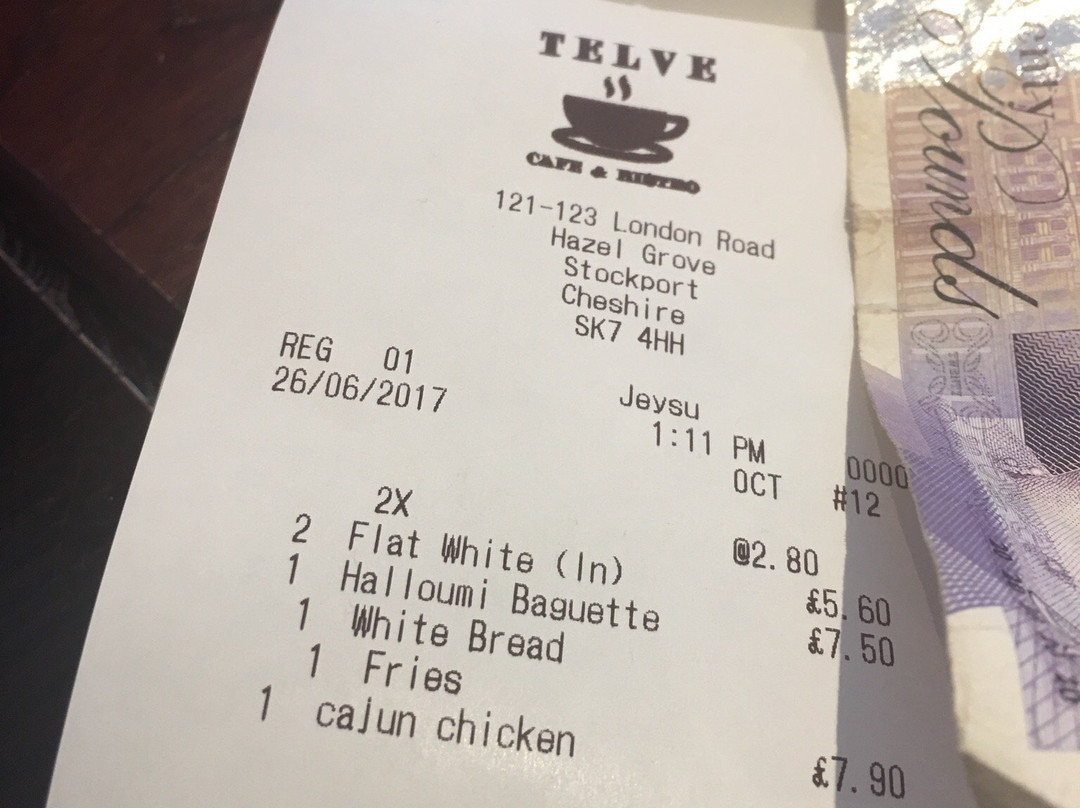 TELVE
CAFE & BISTRO
121-123 London Road
Hazel Grove
Stockport
Cheshire
SK7 4HH
REG 01 Jeysu
26/06/2017 1:11 PM 0000
OCT #12
2X @2.80
2 Flat White (In) £5.60
1 Halloumi Baguette £7.50
1 White Bread
1 Fries
1 cajun chicken £7.90
enty
Pounds
20